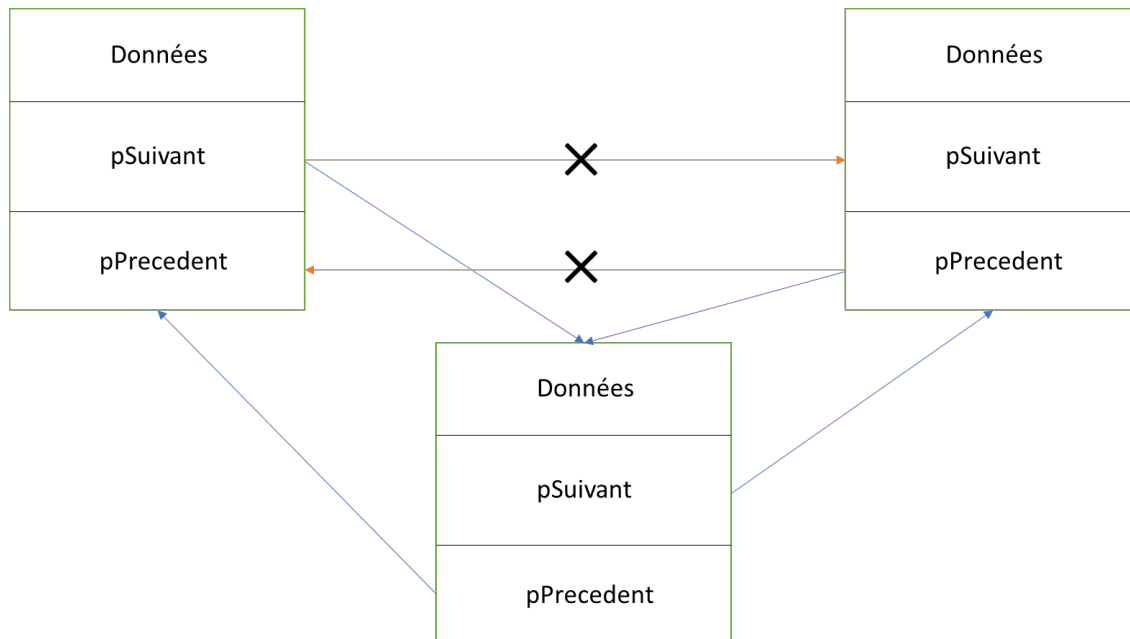 Données
pSuivant
pPrecedent
Données
pSuivant
pPrecedent
Données
pSuivant
pPrecedent